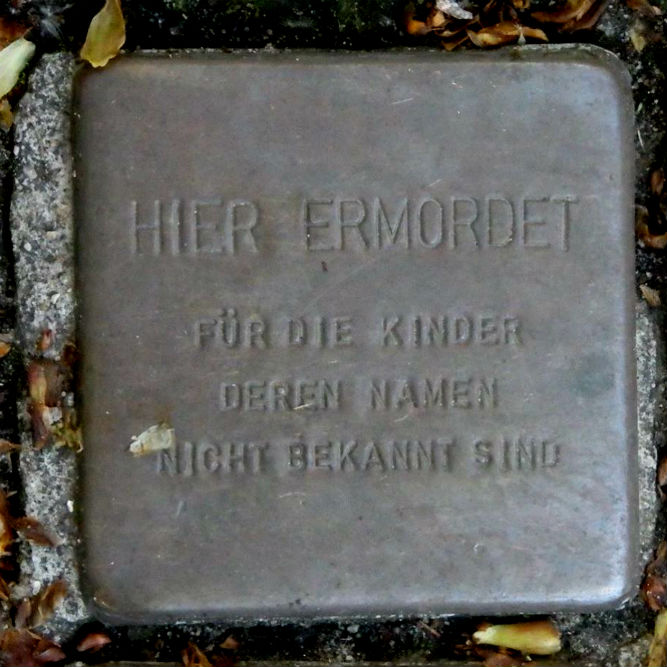 HIER ERMORDET
FÜR DIE KINDER
DEREN NAMEN
NICHT BEKANNT SIND